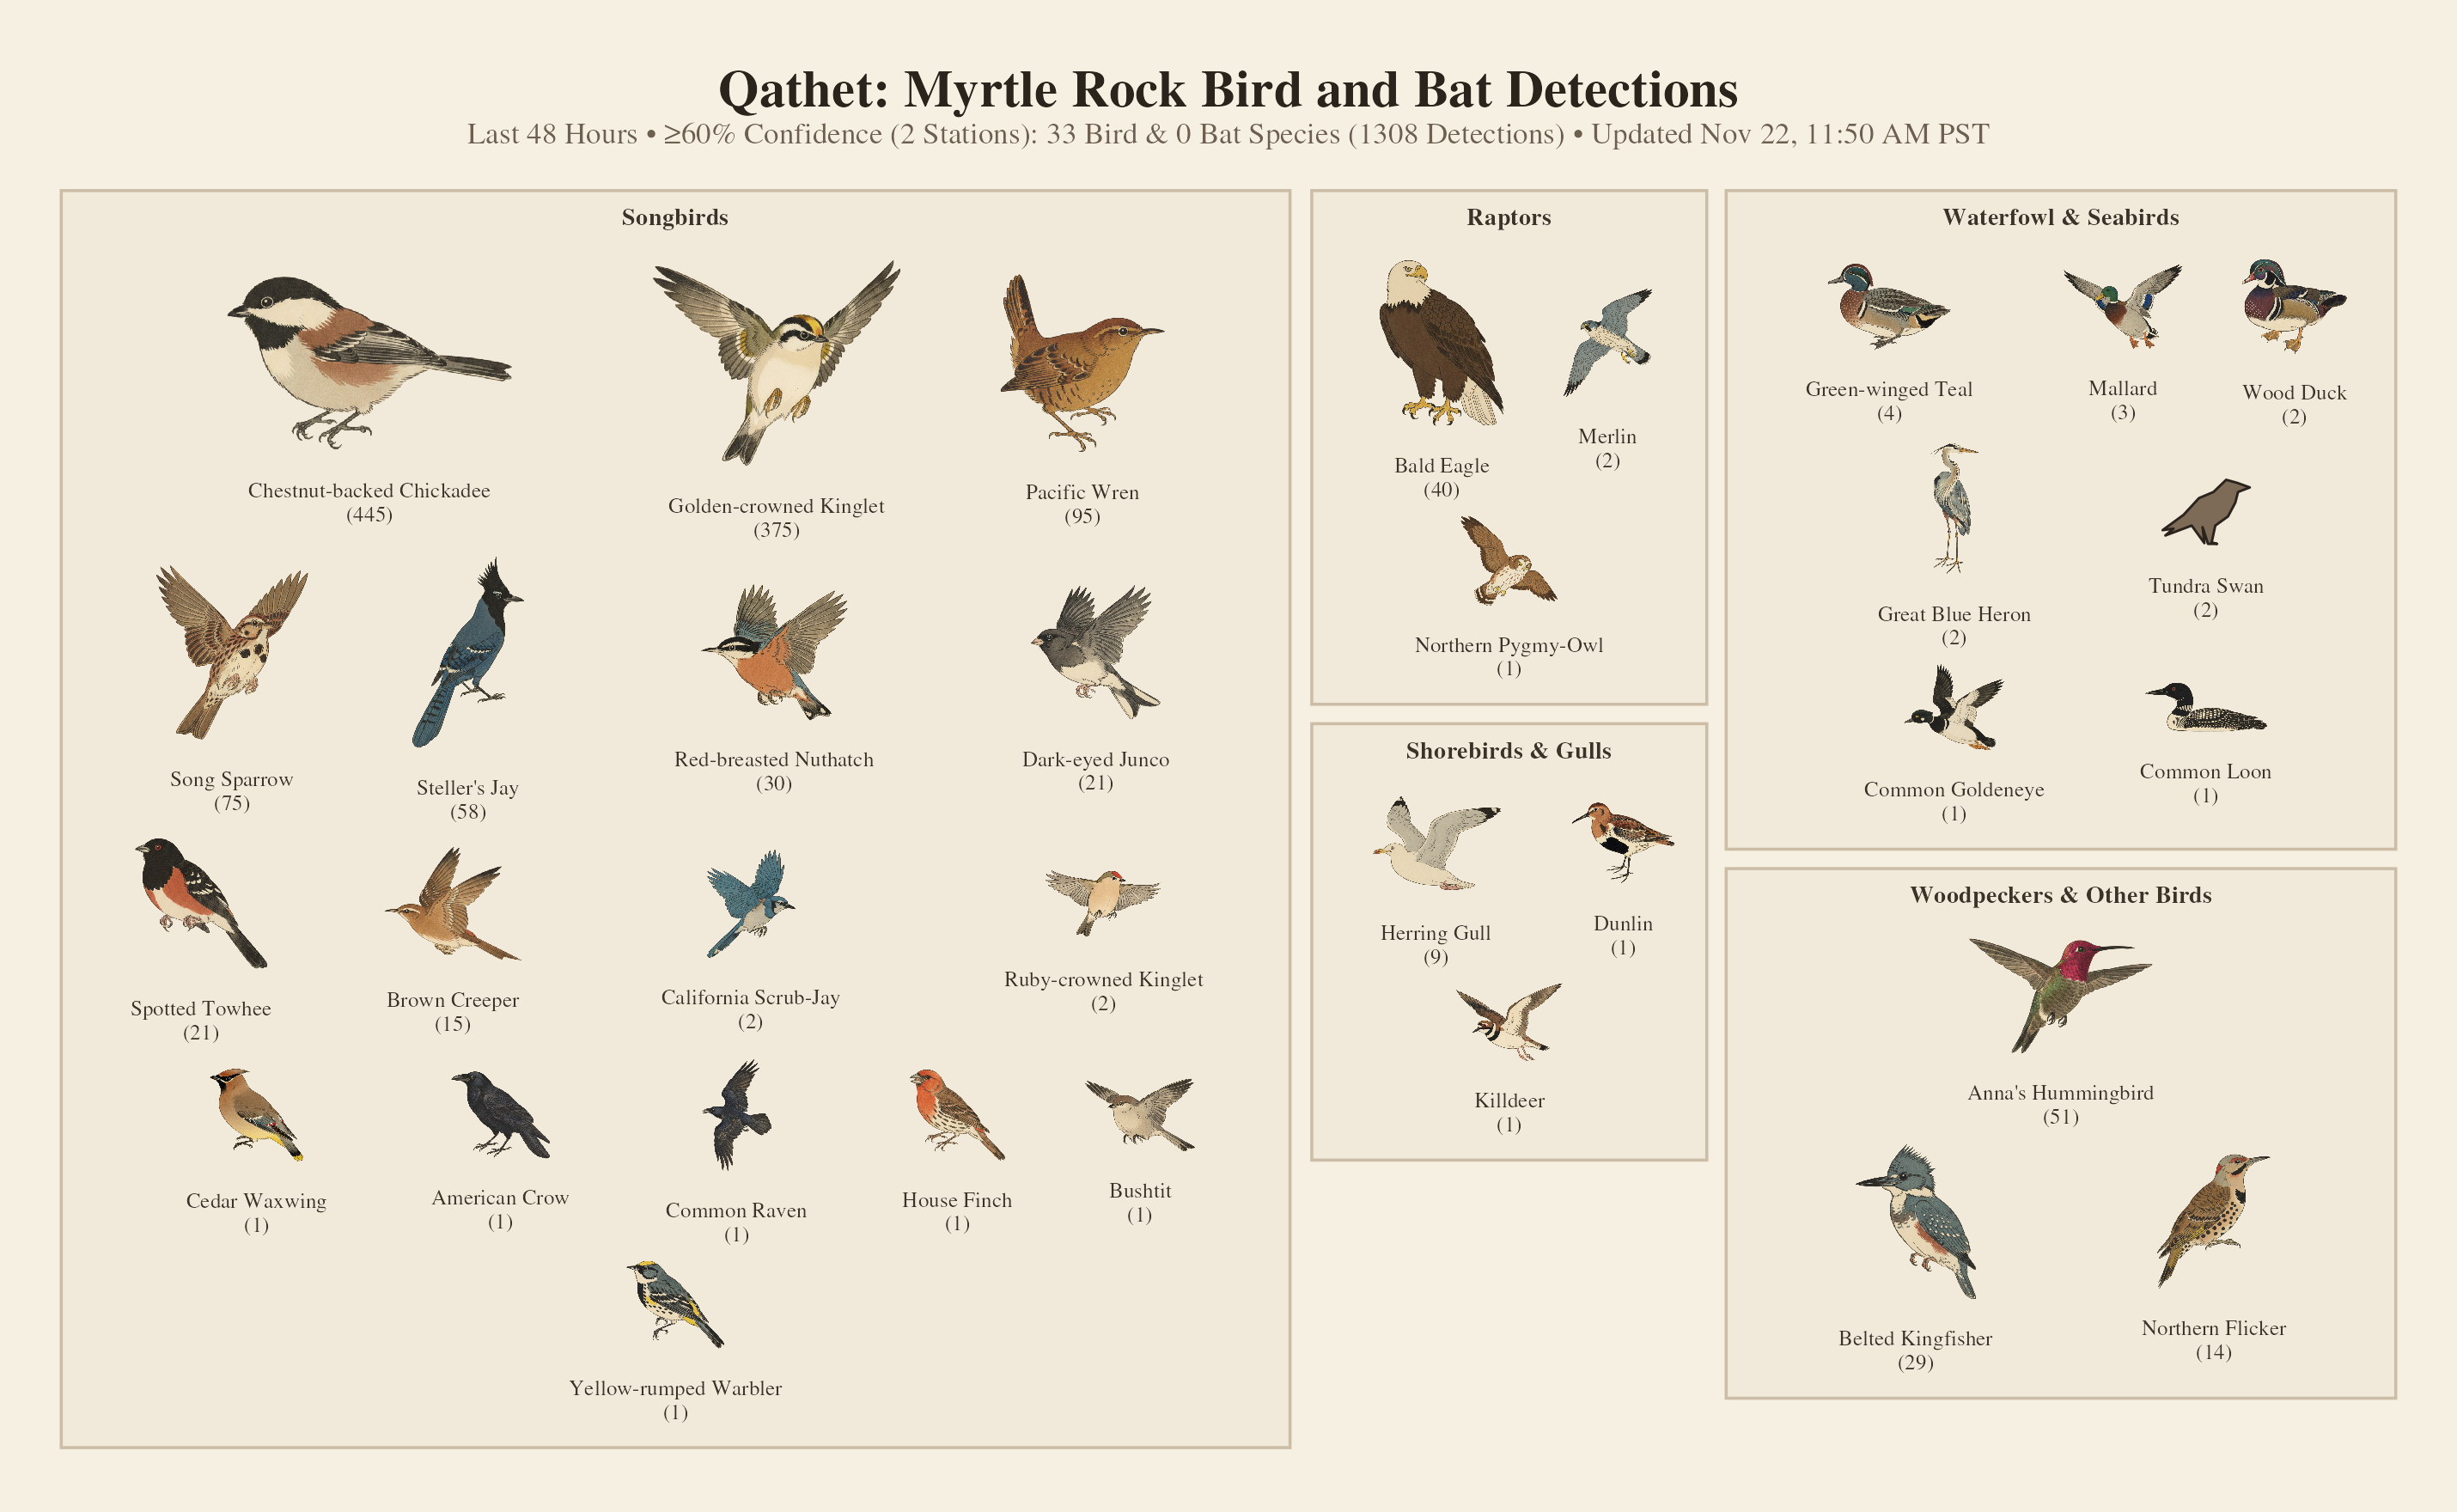 Qathet: Myrtle Rock Bird and Bat Detections
Last 48 Hours • ≥60% Confidence (2 Stations): 33 Bird & 0 Bat Species (1308 Detections) • Updated Nov 22, 11:50 AM PST
Songbirds
Chestnut-backed Chickadee
(445)
Golden-crowned Kinglet
(375)
Pacific Wren
(95)
Song Sparrow
(75)
Steller's Jay
(58)
Red-breasted Nuthatch
(30)
Dark-eyed Junco
(21)
Spotted Towhee
(21)
Brown Creeper
(15)
California Scrub-Jay
(2)
Ruby-crowned Kinglet
(2)
Cedar Waxwing
(1)
American Crow
(1)
Common Raven
(1)
House Finch
(1)
Bushtit
(1)
Yellow-rumped Warbler
(1)
Raptors
Bald Eagle
(40)
Merlin
(2)
Northern Pygmy-Owl
(1)
Shorebirds & Gulls
Herring Gull
(9)
Dunlin
(1)
Killdeer
(1)
Waterfowl & Seabirds
Green-winged Teal
(4)
Mallard
(3)
Wood Duck
(2)
Great Blue Heron
(2)
Tundra Swan
(2)
Common Goldeneye
(1)
Common Loon
(1)
Woodpeckers & Other Birds
Anna's Hummingbird
(51)
Belted Kingfisher
(29)
Northern Flicker
(14)